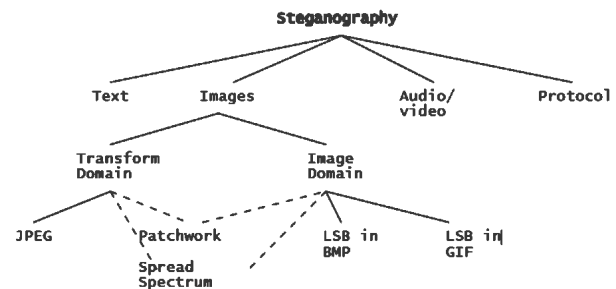 Steganography
Text Images Audio/ Protocol
video
Transform Image
Domain Domain
JPEG Patchwork LSB in LSB in
BMP GIF
Spread
Spectrum